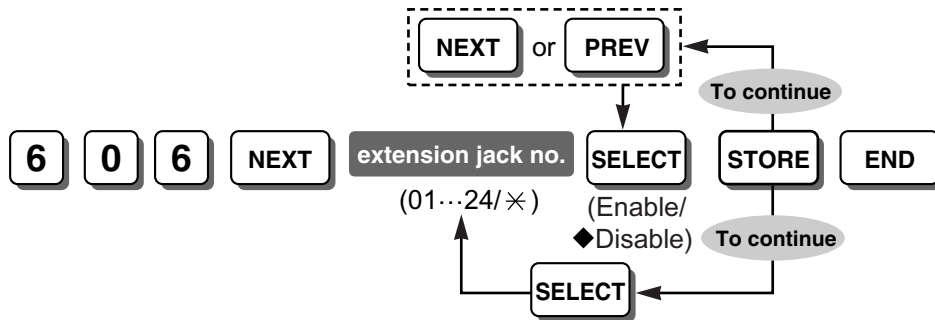 NEXT or PREV
To continue
6 0 6 NEXT extension jack no. SELECT STORE END
(01···24/✳)
(Enable/
◆Disable)
To continue
SELECT